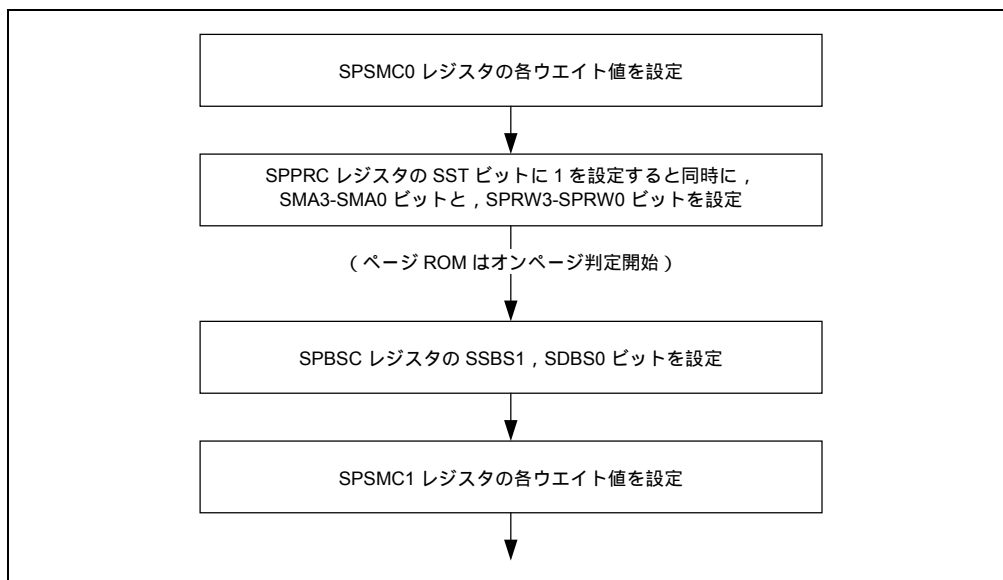 SPSMC0 レジスタの各ウエイト値を設定
SPPRC レジスタの SST ビットに 1 を設定すると同時に，
SMA3-SMA0 ビットと，SPRW3-SPRW0 ビットを設定
（ページ ROM はオンページ判定開始）
SPBSC レジスタの SSBS1，SDBS0 ビットを設定
SPSMC1 レジスタの各ウエイト値を設定